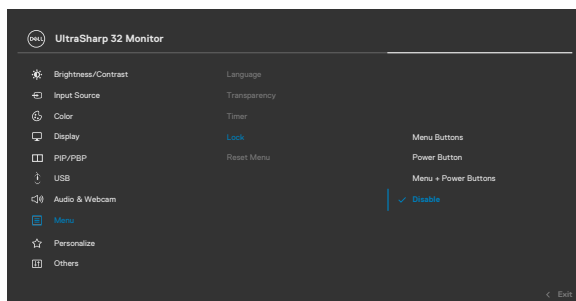 DELL UltraSharp 32 Monitor
Brightness/Contrast Language
Input Source Transparency
Color Timer
Display Lock Menu Buttons
PIP/PBP Reset Menu Power Button
USB Menu + Power Buttons
Audio & Webcam Disable
Menu
Personalize
Others
Exit